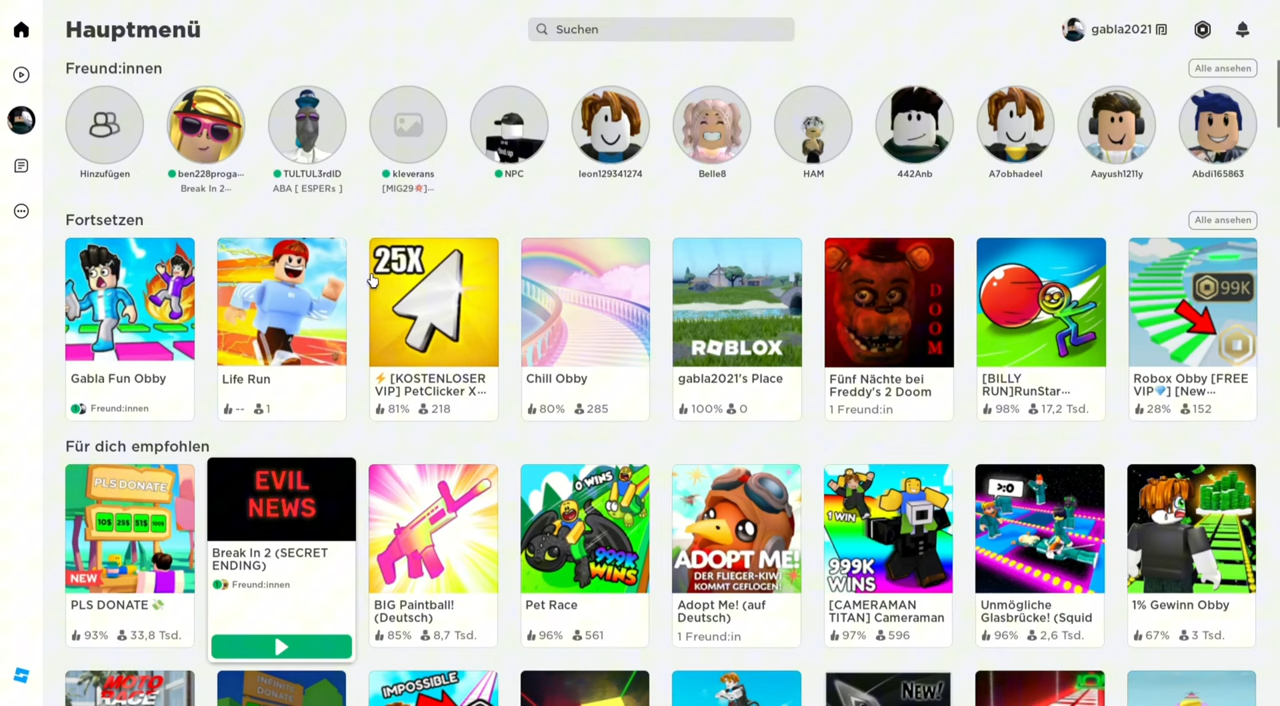 Hauptmenü
Suchen
gabla2021
Freund:innen
Alle ansehen
Hinzufügen
ben228proga...
Break In 2...
TULTUL3rdID
ABA [ ESPERs ]
kleverans
[MIG29💥]...
NPC
leon129341274
Belle8
HAM
442Anb
A7obhadeel
Aayush1211y
Abdi165863
Fortsetzen
Alle ansehen
25X
ROBLOX
DOOM
99K
Gabla Fun Obby
Freund:innen
Life Run
-- 1
⚡ [KOSTENLOSER
VIP] PetClicker X...
81% 218
Chill Obby
80% 285
gabla2021's Place
100% 0
Fünf Nächte bei
Freddy's 2 Doom
1 Freund:in
[BILLY
RUN]RunStar...
98% 17,2 Tsd.
Robox Obby [FREE
VIP💎] [New...
28% 152
Für dich empfohlen
PLS DONATE
10$ 25$ 51$ 100$
NEW
PLS DONATE 💸
93% 33,8 Tsd.
EVIL
NEWS
Break In 2 (SECRET
ENDING)
Freund:innen
BIG Paintball!
(Deutsch)
85% 8,7 Tsd.
0 WINS
999K
WINS
Pet Race
96% 561
ADOPT ME!
DER FLIEGER-KIWI
KOMMT GEFLOGEN!
Adopt Me! (auf
Deutsch)
1 Freund:in
1 WIN
999K
WINS
[CAMERAMAN
TITAN] Cameraman
97% 596
>:O
Unmögliche
Glasbrücke! (Squid
96% 2,6 Tsd.
1% Gewinn Obby
67% 3 Tsd.
MOTO
RACE
INFINITE
DONATE
IMPOSSIBLE
NEW!